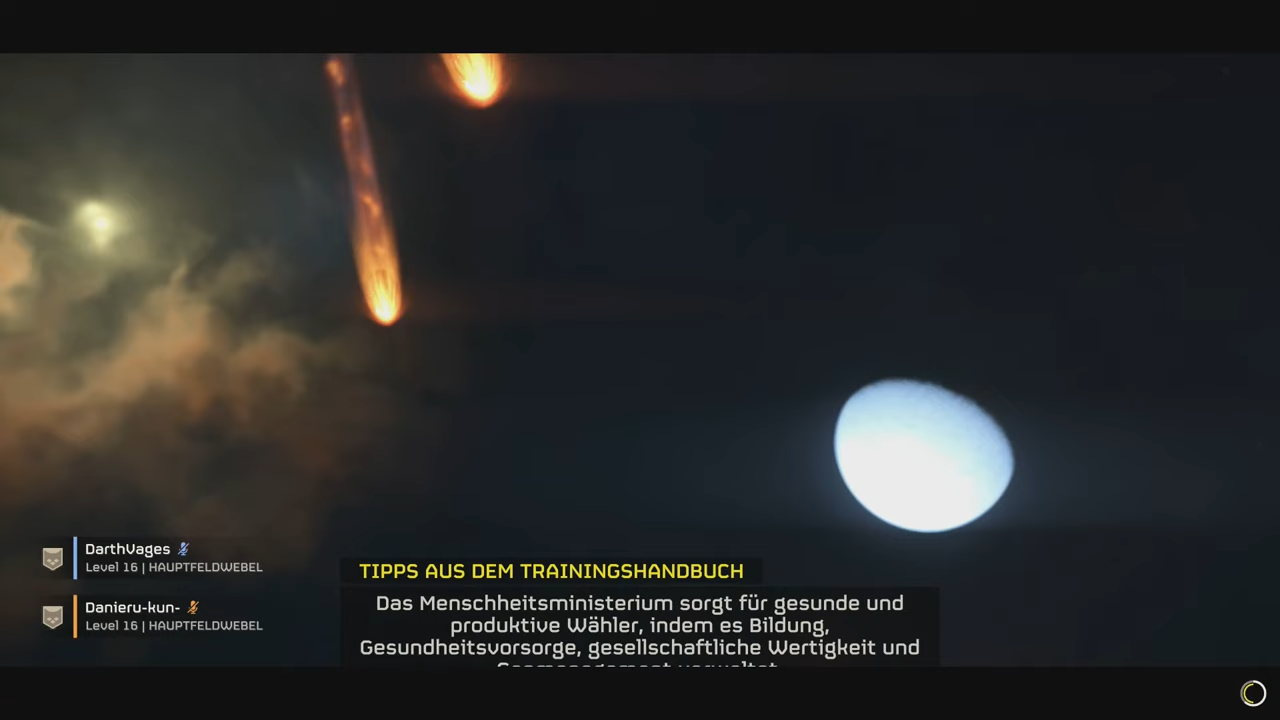 DarthVages
Level 16 | HAUPTFELDWEBEL
Danieru-kun-
Level 16 | HAUPTFELDWEBEL
TIPPS AUS DEM TRAININGSHANDBUCH
Das Menschheitsministerium sorgt für gesunde und
produktive Wähler, indem es Bildung,
Gesundheitsvorsorge, gesellschaftliche Wertigkeit und
verwaltet.